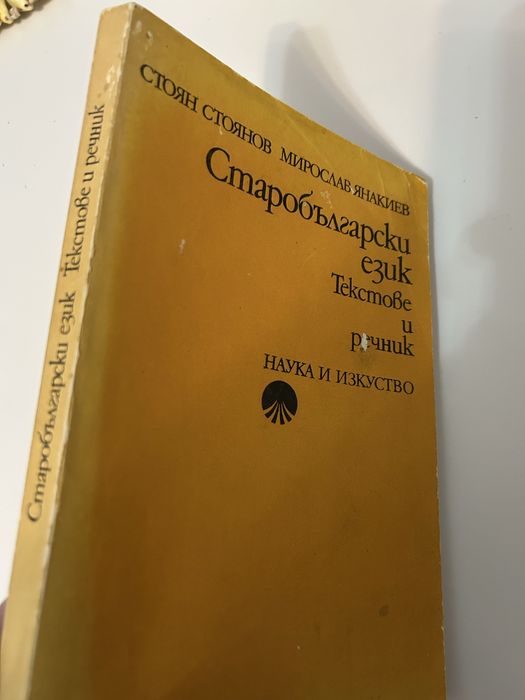 СТОЯН СТОЯНОВ МИРОСЛАВ ЯНАКИЕВ
Старобългарски
език
Текстове
и
речник
НАУКА И ИЗКУСТВО
Старобългарски език Текстове и речник